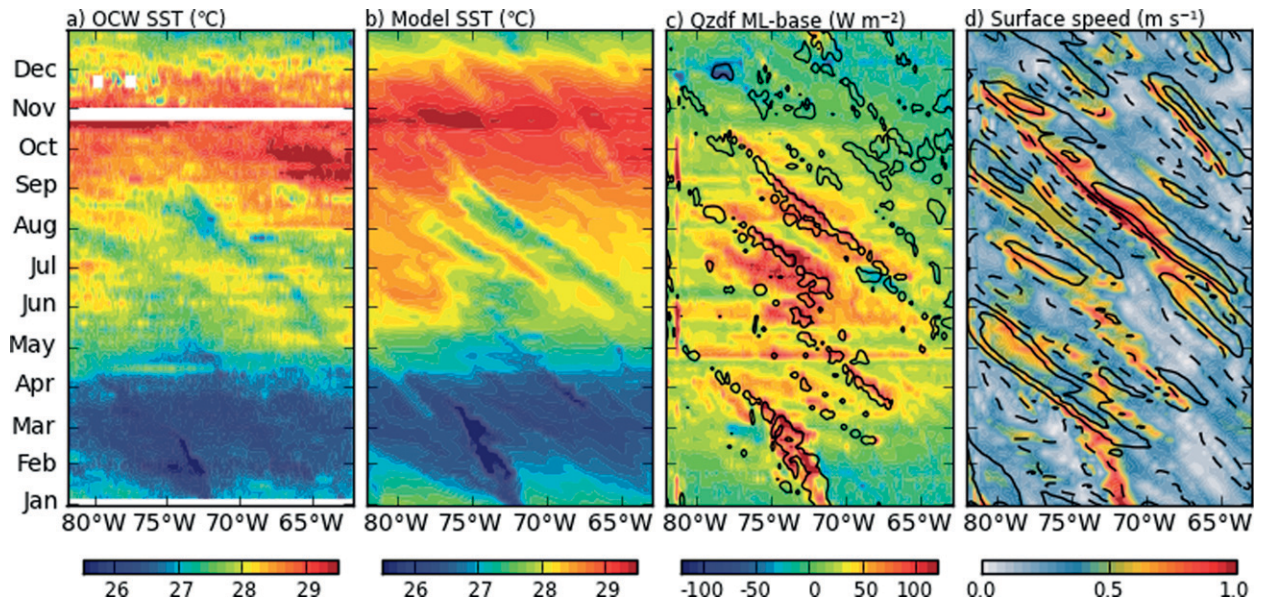 a) OCW SST (°C) b) Model SST (°C) c) Qzdf ML-base (W m⁻²) d) Surface speed (m s⁻¹)
Dec
Nov
Oct
Sep
Aug
Jul
Jun
May
Apr
Mar
Feb
Jan
80°W 75°W 70°W 65°W 80°W 75°W 70°W 65°W 80°W 75°W 70°W 65°W 80°W 75°W 70°W 65°W
26 27 28 29 26 27 28 29 -100 -50 0 50 100 0.0 0.5 1.0